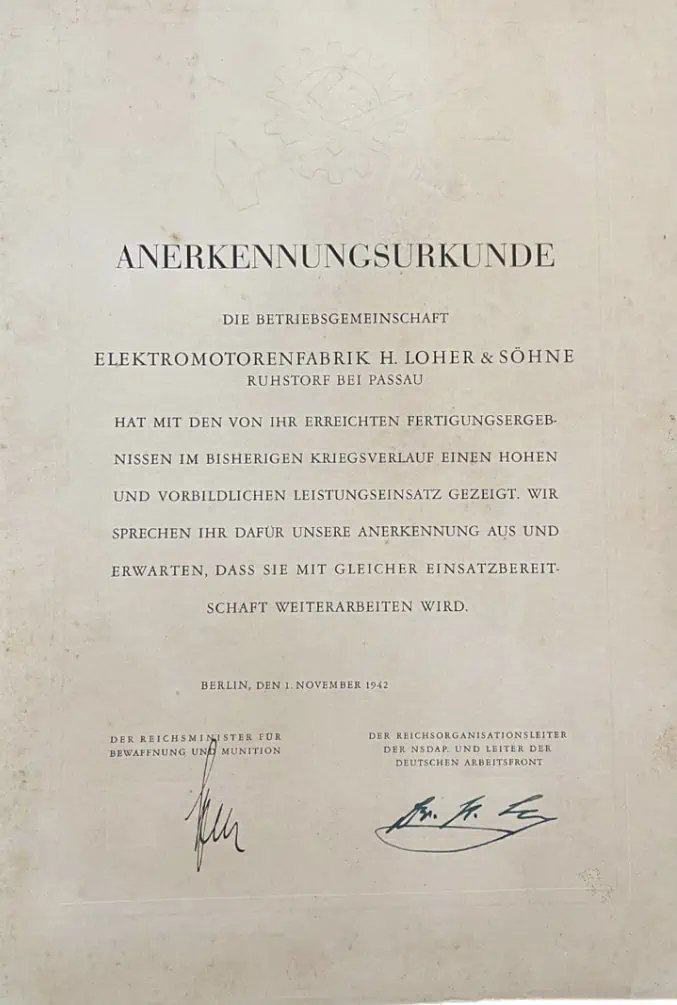 ANERKENNUNGSURKUNDE
DIE BETRIEBSGEMEINSCHAFT
ELEKTROMOTORENFABRIK H. LOHER & SÖHNE
RUHSTORF BEI PASSAU
HAT MIT DEN VON IHR ERREICHTEN FERTIGUNGSERGEB-
NISSEN IM BISHERIGEN KRIEGSVERLAUF EINEN HOHEN
UND VORBILDLICHEN LEISTUNGSEINSATZ GEZEIGT. WIR
SPRECHEN IHR DAFÜR UNSERE ANERKENNUNG AUS UND
ERWARTEN, DASS SIE MIT GLEICHER EINSATZBEREIT-
SCHAFT WEITERARBEITEN WIRD.
BERLIN, DEN 1. NOVEMBER 1942
DER REICHSMINISTER FÜR
BEWAFFNUNG UND MUNITION
DER REICHSORGANISATIONSLEITER
DER NSDAP. UND LEITER DER
DEUTSCHEN ARBEITSFRONT
Dr. R.